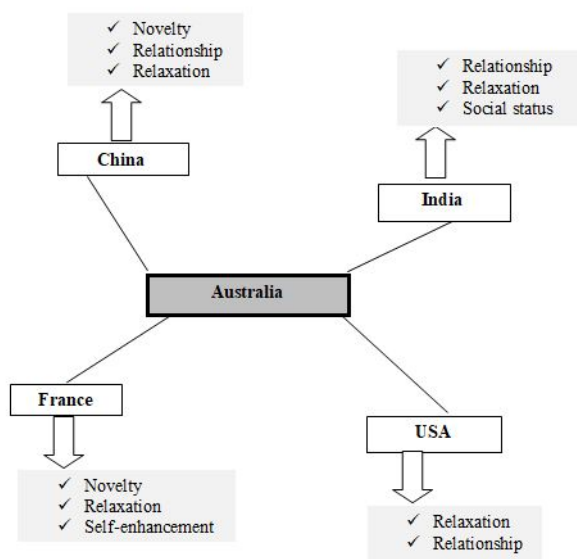 ✓ Novelty
✓ Relationship
✓ Relaxation
China
✓ Relationship
✓ Relaxation
✓ Social status
India
Australia
France
✓ Novelty
✓ Relaxation
✓ Self-enhancement
USA
✓ Relaxation
✓ Relationship